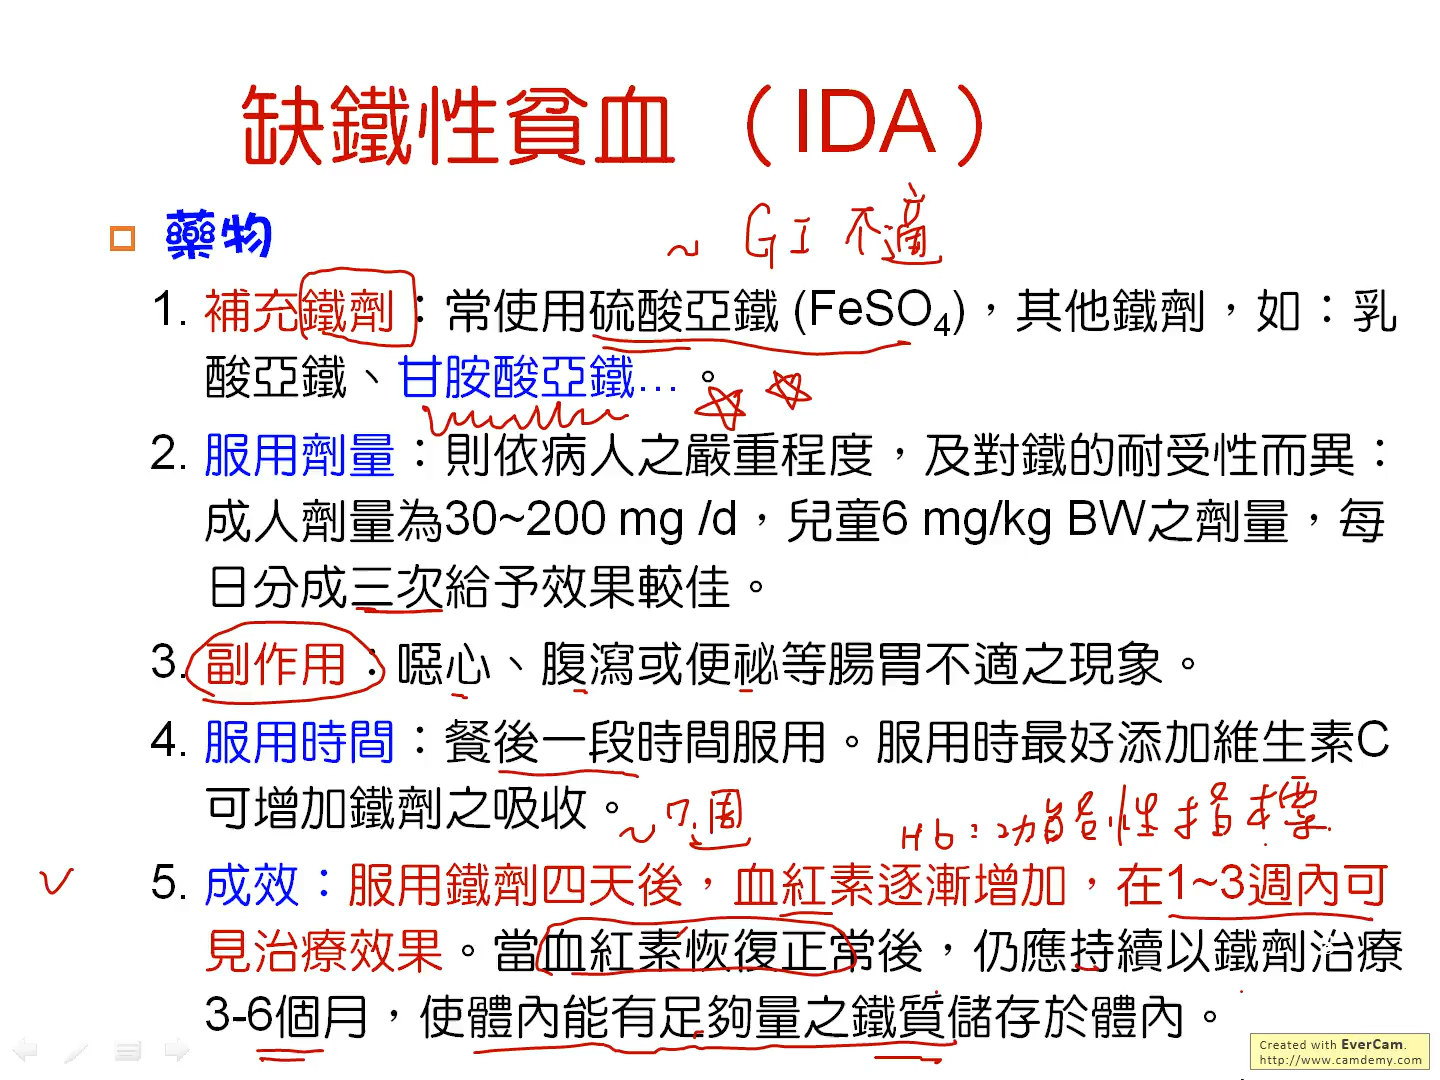 缺鐵性貧血（IDA）
藥物
~ GI 不適
1. 補充鐵劑：常使用硫酸亞鐵 (FeSO4)，其他鐵劑，如：乳
酸亞鐵、甘胺酸亞鐵…。
2. 服用劑量：則依病人之嚴重程度，及對鐵的耐受性而異：
成人劑量為30~200 mg /d，兒童6 mg/kg BW之劑量，每
日分成三次給予效果較佳。
3. 副作用：噁心、腹瀉或便祕等腸胃不適之現象。
4. 服用時間：餐後一段時間服用。服用時最好添加維生素C
可增加鐵劑之吸收。
Hb：功能性指標
5. 成效：服用鐵劑四天後，血紅素逐漸增加，在1~3週內可
見治療效果。當血紅素恢復正常後，仍應持續以鐵劑治療
3-6個月，使體內能有足夠量之鐵質儲存於體內。
Created with EverCam.
http://www.camdemy.com